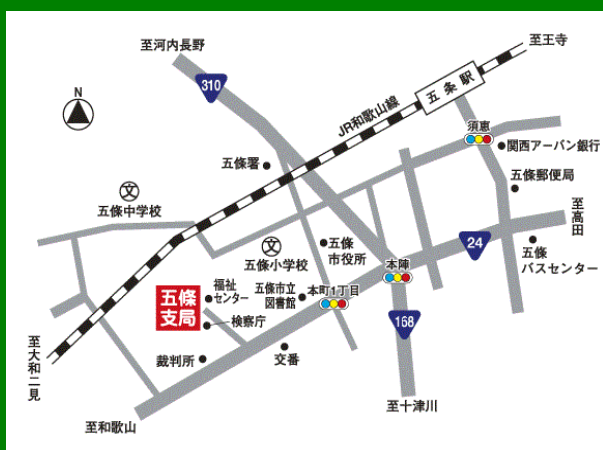 至河内長野
至王寺
310
N
五条駅
JR和歌山線
須恵
関西アーバン銀行
五條署
文
五條中学校
五條郵便局
至高田
文
五條小学校
五條
市役所
24
五條
バスセンター
本陣
福祉
センター
五條市立
図書館
本町1丁目
五條
支局
検察庁
168
至大和二見
裁判所
交番
至和歌山
至十津川